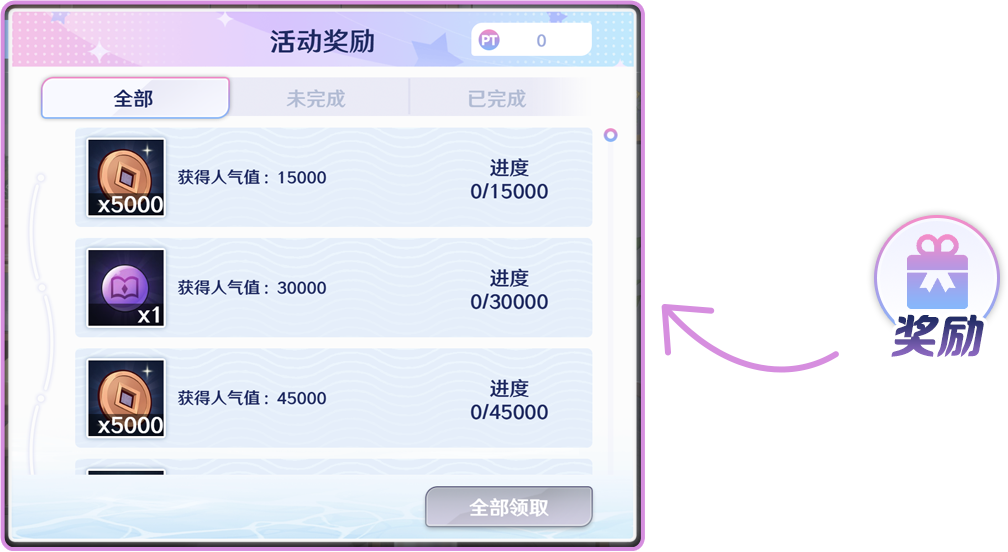 活动奖励
PT 0
全部 未完成 已完成
x5000
获得人气值：15000
进度
0/15000
x1
获得人气值：30000
进度
0/30000
x5000
获得人气值：45000
进度
0/45000
全部领取
奖励